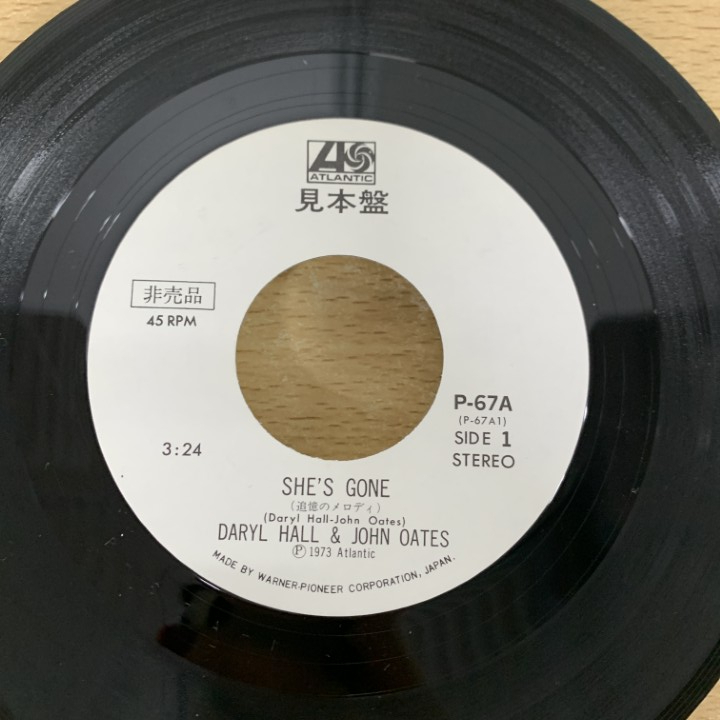 ATLANTIC
見本盤
非売品
45 RPM
P-67A
(P-67A1)
SIDE 1
STEREO
3:24
SHE'S GONE
(追憶のメロディ)
(Daryl Hall-John Oates)
DARYL HALL & JOHN OATES
Ⓟ 1973 Atlantic
MADE BY WARNER-PIONEER CORPORATION, JAPAN.